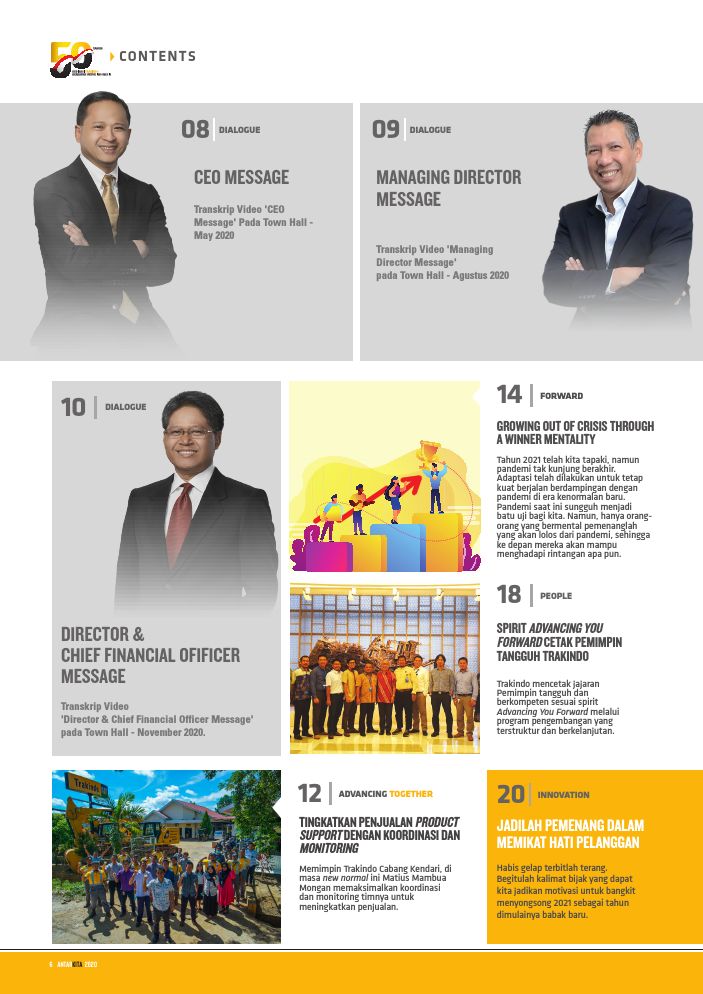 50
TAHUN
CONTENTS
08 DIALOGUE
CEO MESSAGE
Transkrip Video 'CEO
Message' Pada Town Hall -
May 2020
09 DIALOGUE
MANAGING DIRECTOR
MESSAGE
Transkrip Video 'Managing
Director Message'
pada Town Hall - Agustus 2020
10 DIALOGUE
DIRECTOR &
CHIEF FINANCIAL OFIFICER
MESSAGE
Transkrip Video
'Director & Chief Financial Officer Message'
pada Town Hall - November 2020.
14 FORWARD
GROWING OUT OF CRISIS THROUGH
A WINNER MENTALITY
Tahun 2021 telah kita tapaki, namun
pandemi tak kunjung berakhir.
Adaptasi telah dilakukan untuk tetap
kuat berjalan berdampingan dengan
pandemi di era kenormalan baru.
Pandemi saat ini sungguh menjadi
batu uji bagi kita. Namun, hanya orang-
orang yang bermental pemenanglah
yang akan lolos dari pandemi, sehingga
ke depan mereka akan mampu
menghadapi rintangan apa pun.
18 PEOPLE
SPIRIT ADVANCING YOU
FORWARD CETAK PEMIMPIN
TANGGUH TRAKINDO
Trakindo mencetak jajaran
Pemimpin tangguh dan
berkompeten sesuai spirit
Advancing You Forward melalui
program pengembangan yang
terstruktur dan berkelanjutan.
Trakindo
12 ADVANCING TOGETHER
TINGKATKAN PENJUALAN PRODUCT
SUPPORT DENGAN KOORDINASI DAN
MONITORING
Memimpin Trakindo Cabang Kendari, di
masa new normal ini Matius Mambua
Mongan memaksimalkan koordinasi
dan monitoring timnya untuk
meningkatkan penjualan.
20 INNOVATION
JADILAH PEMENANG DALAM
MEMIKAT HATI PELANGGAN
Habis gelap terbitlah terang.
Begitulah kalimat bijak yang dapat
kita jadikan motivasi untuk bangkit
menyongsong 2021 sebagai tahun
dimulainya babak baru.
6 ANTAR KITA 2020